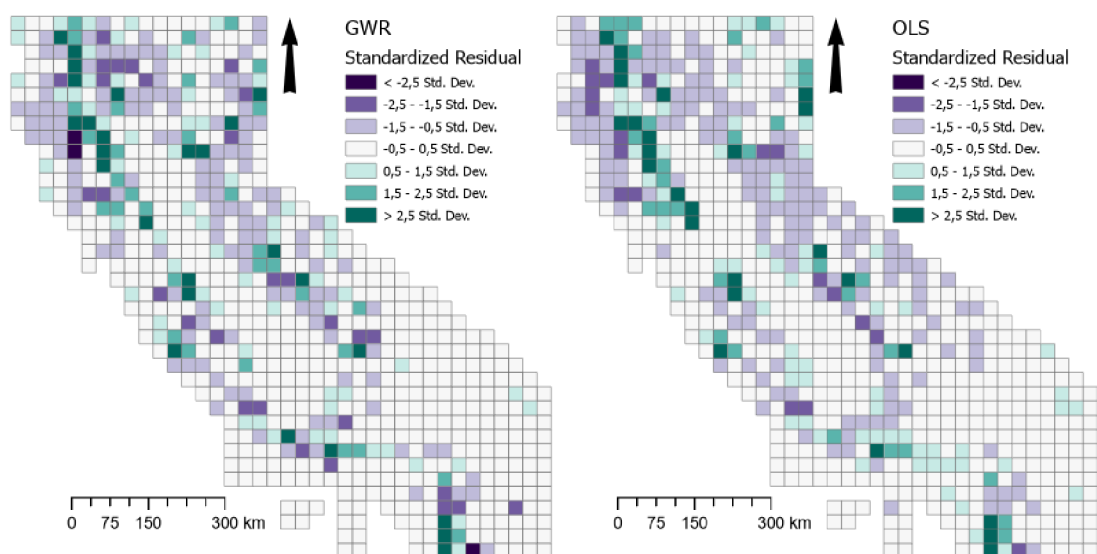 GWR
Standardized Residual
< -2,5 Std. Dev.
-2,5 - -1,5 Std. Dev.
-1,5 - -0,5 Std. Dev.
-0,5 - 0,5 Std. Dev.
0,5 - 1,5 Std. Dev.
1,5 - 2,5 Std. Dev.
> 2,5 Std. Dev.
0 75 150 300 km
OLS
Standardized Residual
< -2,5 Std. Dev.
-2,5 - -1,5 Std. Dev.
-1,5 - -0,5 Std. Dev.
-0,5 - 0,5 Std. Dev.
0,5 - 1,5 Std. Dev.
1,5 - 2,5 Std. Dev.
> 2,5 Std. Dev.
0 75 150 300 km